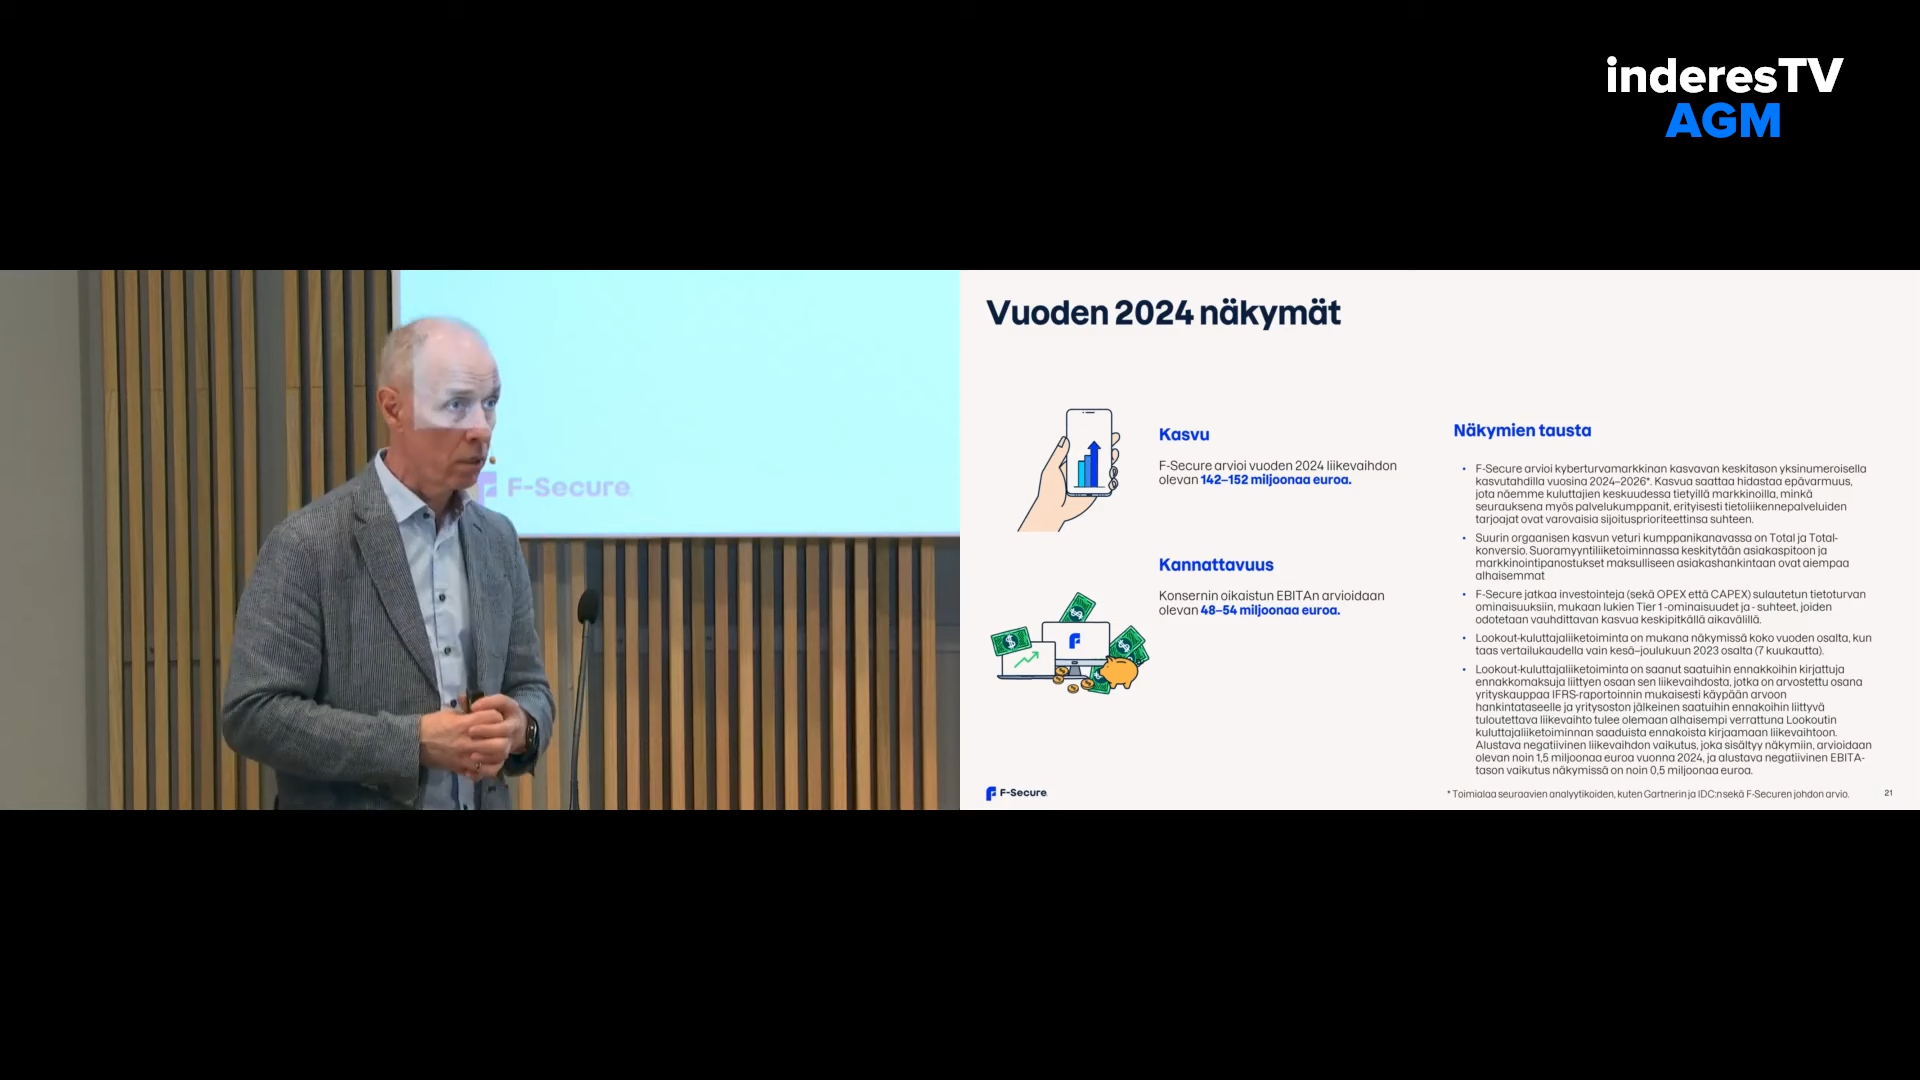 inderesTV
AGM
F-Secure
Vuoden 2024 näkymät
Kasvu
F-Secure arvioi vuoden 2024 liikevaihdon
olevan 142–152 miljoonaa euroa.
Kannattavuus
Konsernin oikaistun EBITAn arvioidaan
olevan 48–54 miljoonaa euroa.
Näkymien tausta
• F-Secure arvioi kyberturvamarkkinan kasvavan keskitason yksinumeroisella
kasvutahdilla vuosina 2024–2026*. Kasvua saattaa hidastaa epävarmuus,
jota näemme kuluttajien keskuudessa tietyillä markkinoilla, minkä
seurauksena myös palvelukumppanit, erityisesti tietoliikennepalveluiden
tarjoajat ovat varovaisia sijoitusprioriteettinsa suhteen.
• Suurin orgaanisen kasvun veturi kumppanikanavassa on Total ja Total-
konversio. Suoramyyntiliiketoiminnassa keskitytään asiakaspitoon ja
markkinointipanostukset maksulliseen asiakashankintaan ovat aiempaa
alhaisemmat
• F-Secure jatkaa investointeja (sekä OPEX että CAPEX) sulautetun tietoturvan
ominaisuuksiin, mukaan lukien Tier 1 -ominaisuudet ja - suhteet, joiden
odotetaan vauhdittavan kasvua keskipitkällä aikavälillä.
• Lookout-kuluttajaliiketoiminta on mukana näkymissä koko vuoden osalta, kun
taas vertailukaudella vain kesä–joulukuun 2023 osalta (7 kuukautta).
• Lookout-kuluttajaliiketoiminta on saanut saatuihin ennakkoihin kirjattuja
ennakkomaksuja liittyen osaan sen liikevaihdosta, jotka on arvostettu osana
yrityskauppaa IFRS-raportoinnin mukaisesti käypään arvoon
hankintataseelle ja yritysoston jälkeinen saatuihin ennakoihin liittyvä
tuloutettava liikevaihto tulee olemaan alhaisempi verrattuna Lookoutin
kuluttajaliiketoiminnan saaduista ennakoista kirjaamaan liikevaihtoon.
Alustava negatiivinen liikevaihdon vaikutus, joka sisältyy näkymiin, arvioidaan
olevan noin 1,5 miljoonaa euroa vuonna 2024, ja alustava negatiivinen EBITA-
tason vaikutus näkymissä on noin 0,5 miljoonaa euroa.
F-Secure
* Toimialaa seuraavien analyytikoiden, kuten Gartnerin ja IDC:n sekä F-Securen johdon arvio.
21